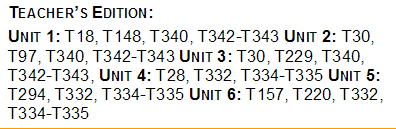 TEACHER'S EDITION:
UNIT 1: T18, T148, T340, T342-T343 UNIT 2: T30,
T97, T340, T342-T343 UNIT 3: T30, T229, T340,
T342-T343, UNIT 4: T28, T332, T334-T335 UNIT 5:
T294, T332, T334-T335 UNIT 6: T157, T220, T332,
T334-T335